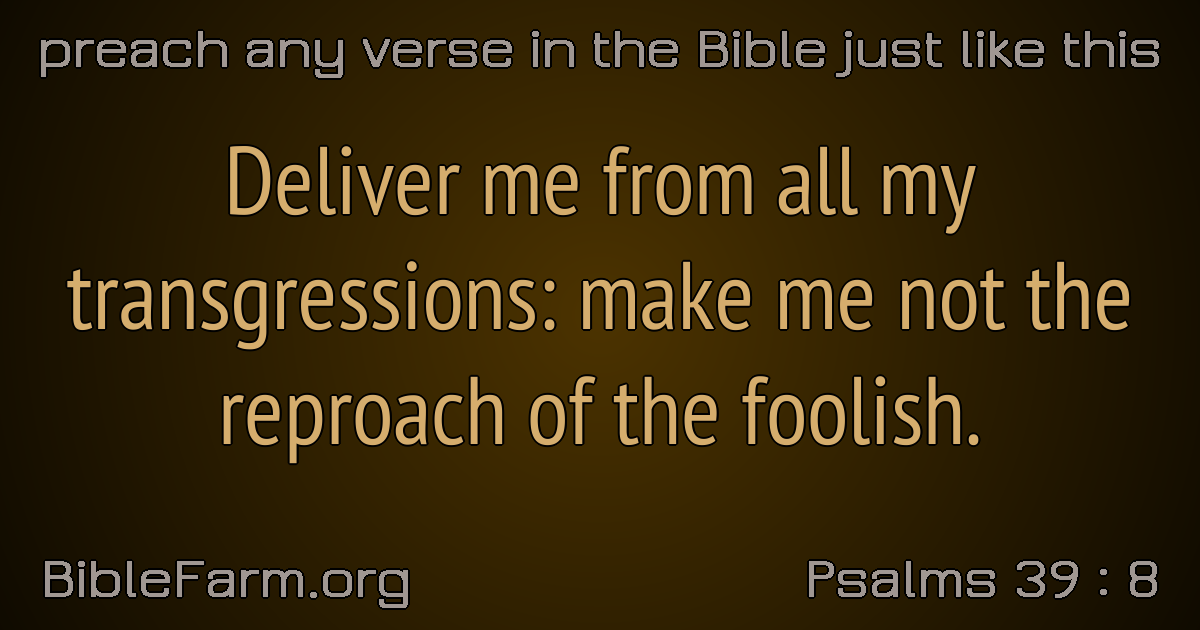 preach any verse in the Bible just like this
Deliver me from all my
transgressions: make me not the
reproach of the foolish.
BibleFarm.org
Psalms 39 : 8